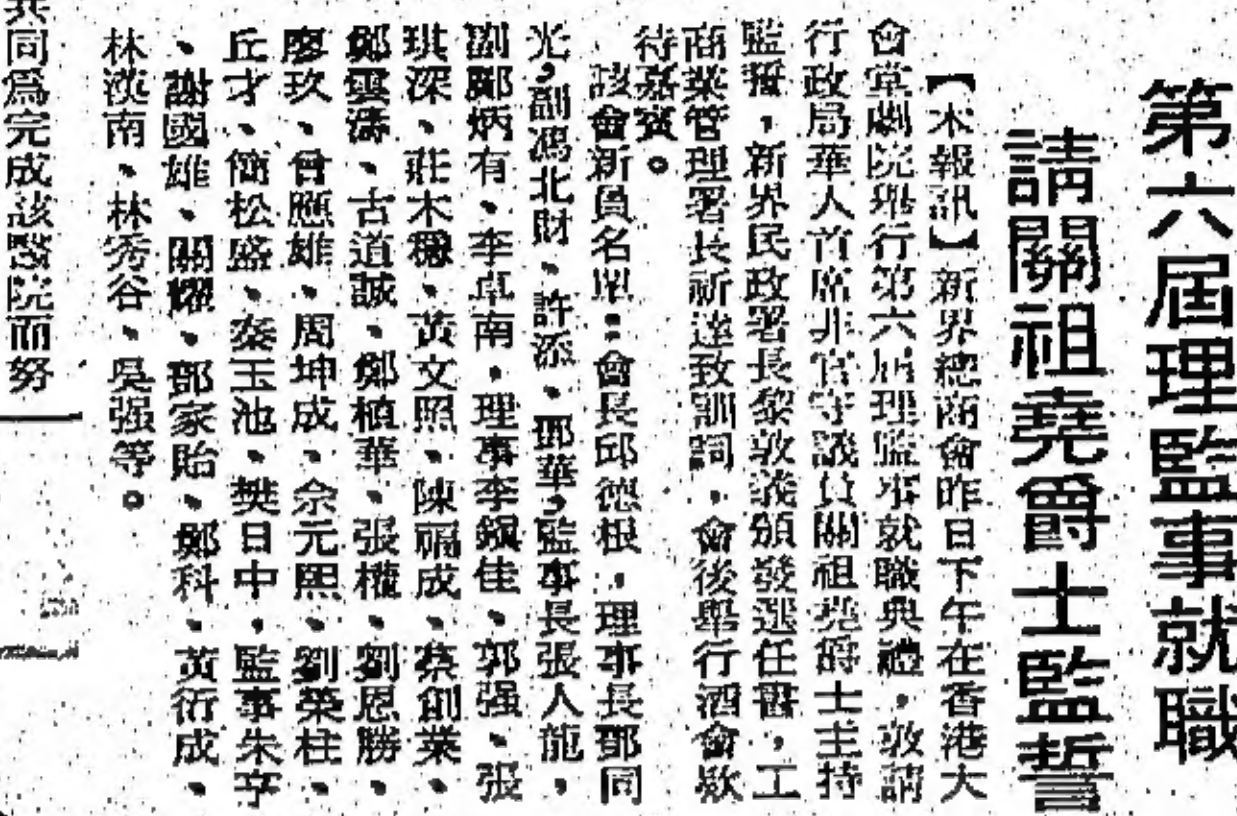 第六屆理監事就職
請關祖堯爵士監誓
【本報訊】新界總商會昨日下午在香港大
會堂劇院舉行第六屆理監事就職典禮，敦請
行政局華人首席非官守議員關祖堯爵士主持
監誓，新界民政署長黎敦義頒發選任書，工
商業管理署長祈達致訓詞，會後舉行酒會欵
待嘉賓。
該會新員名單：會長邱德根，理事長鄧同
光，副馮北財、許添、鄧華，監事長張人龍，
副鄺炳有、李卓南，理事李佳、郭强、張
琪深、莊木、黃文照、陳福成、蔡創業、
鄭雲濤、古道誠、鄭植華、張權、劉恩勝、
廖玖、曾應雄、周坤成、佘元熙、劉榮柱、
丘才、簡松盛、秦玉池、樊日中，監事朱亨
、謝國雄、關耀、鄧家貽、鄭科、黃衍成、
林漢南、林秀谷、吳强等。
共同爲完成該醫院而努